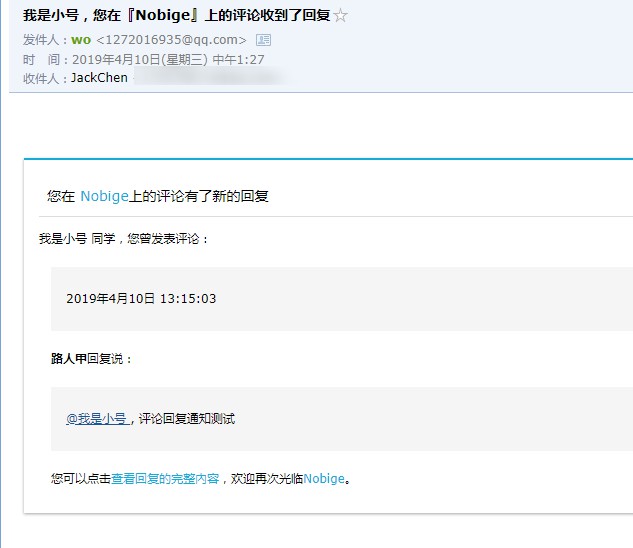 我是小号，您在『Nobige』上的评论收到了回复☆
发件人：wo <1272016935@qq.com>
时　间：2019年4月10日(星期三) 中午1:27
收件人：JackChen
您在 Nobige上的评论有了新的回复
我是小号 同学，您曾发表评论：
2019年4月10日 13:15:03
路人甲回复说：
@我是小号 , 评论回复通知测试
您可以点击查看回复的完整内容，欢迎再次光临Nobige。